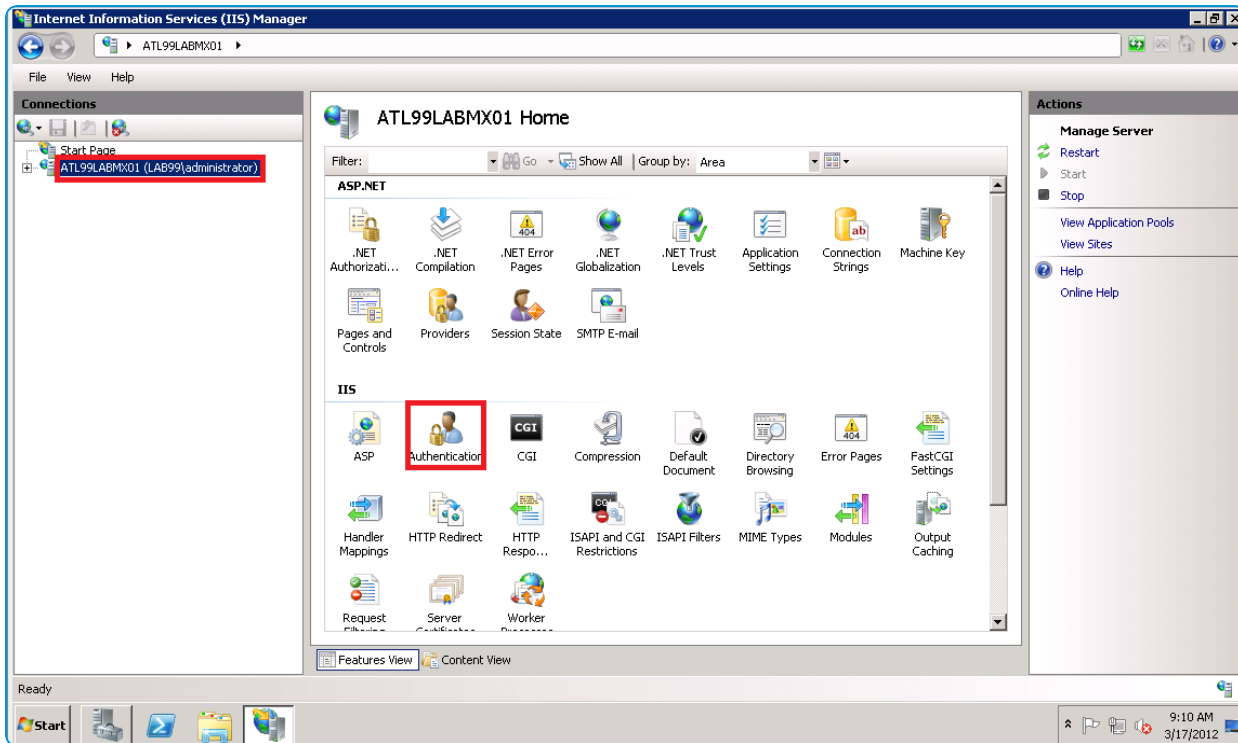 Internet Information Services (IIS) Manager
ATL99LABMX01
File View Help
Connections
Start Page
ATL99LABMX01 (LAB99\administrator)
ATL99LABMX01 Home
Filter: Go Show All Group by: Area
ASP.NET
.NET Authorizati...
.NET Compilation
.NET Error Pages
.NET Globalization
.NET Trust Levels
Application Settings
Connection Strings
Machine Key
Pages and Controls
Providers
Session State
SMTP E-mail
IIS
ASP
Authentication
CGI
Compression
Default Document
Directory Browsing
Error Pages
FastCGI Settings
Handler Mappings
HTTP Redirect
HTTP Respo...
ISAPI and CGI Restrictions
ISAPI Filters
MIME Types
Modules
Output Caching
Request Filtering
Server Certificates
Worker Processes
Features View Content View
Actions
Manage Server
Restart
Start
Stop
View Application Pools
View Sites
Help
Online Help
Ready
Start
9:10 AM
3/17/2012